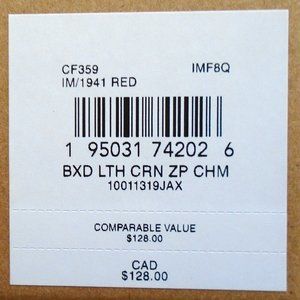 CF359 IMF8Q
IM/1941 RED
1 95031 74202 6
BXD LTH CRN ZP CHM
10011319JAX
COMPARABLE VALUE
$128.00
CAD
$128.00